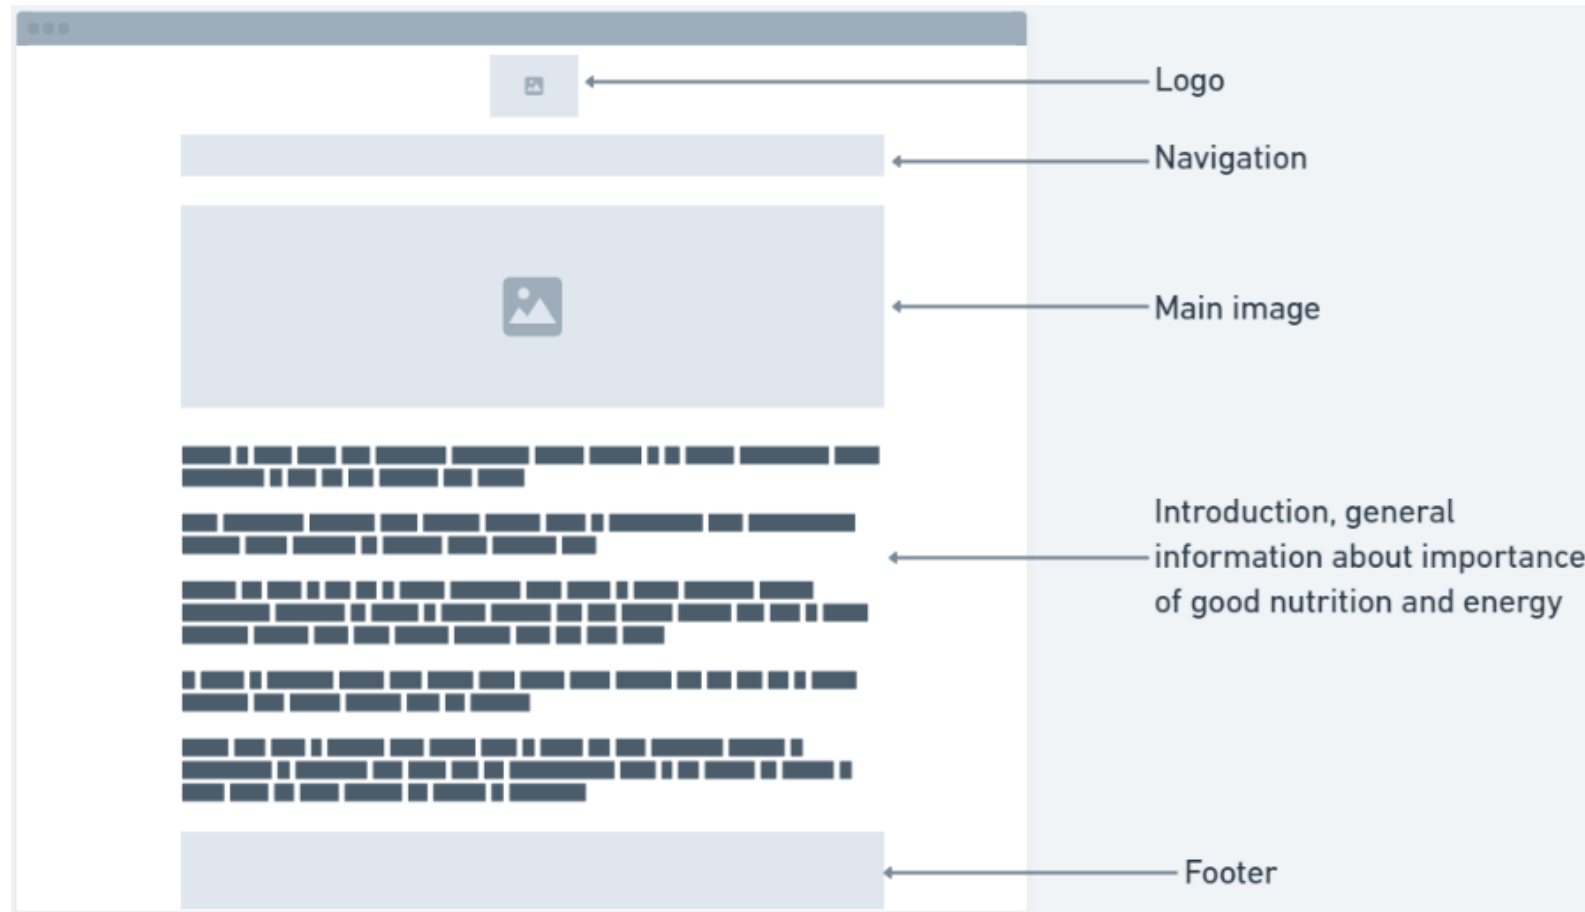 Logo
Navigation
Main image
Introduction, general
information about importance
of good nutrition and energy
Footer